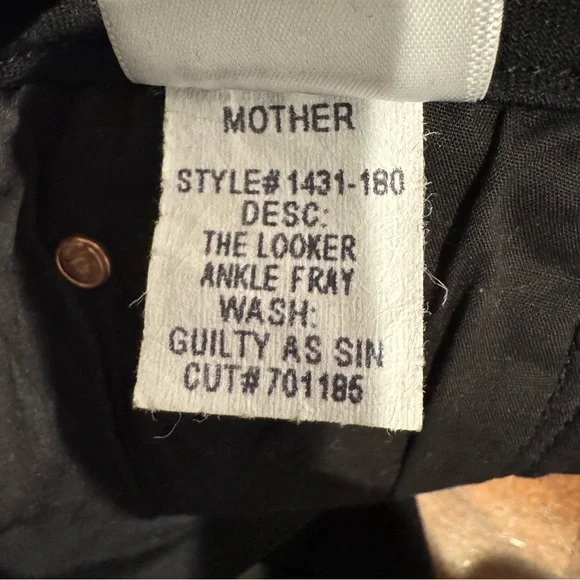 MOTHER
STYLE# 1431-180
DESC:
THE LOOKER
ANKLE FRAY
WASH:
GUILTY AS SIN
CUT# 701185